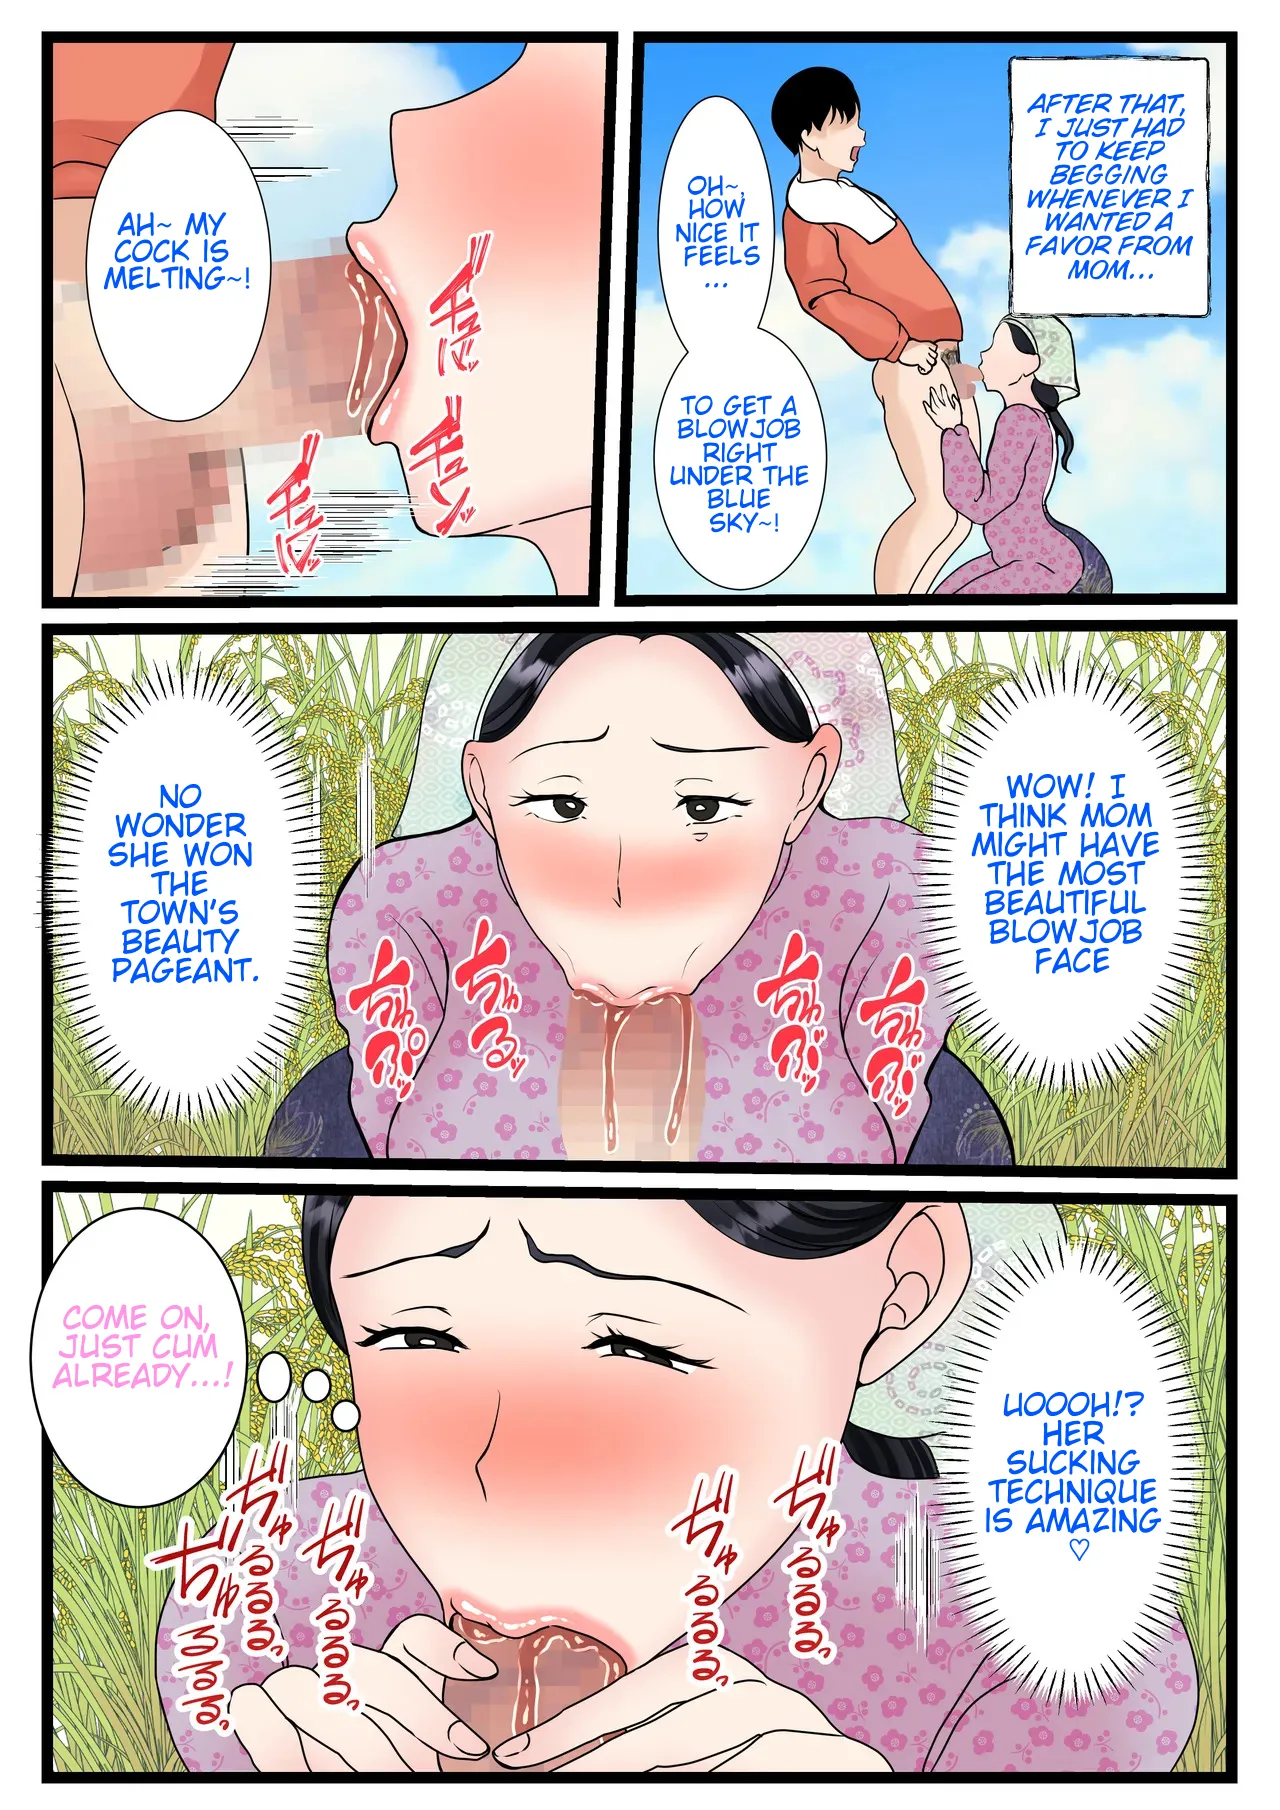 AFTER THAT,
I JUST HAD
TO KEEP
BEGGING
WHENEVER I
WANTED A
FAVOR FROM
MOM...
OH~,
HOW
NICE IT
FEELS
...
TO GET A
BLOWJOB
RIGHT
UNDER THE
BLUE
SKY~!
AH~ MY
COCK IS
MELTING~!
WOW! I
THINK MOM
MIGHT HAVE
THE MOST
BEAUTIFUL
BLOWJOB
FACE
NO
WONDER
SHE WON
THE
TOWN'S
BEAUTY
PAGEANT.
UOOOH!?
HER
SUCKING
TECHNIQUE
IS AMAZING
♡
COME ON,
JUST CUM
ALREADY...!